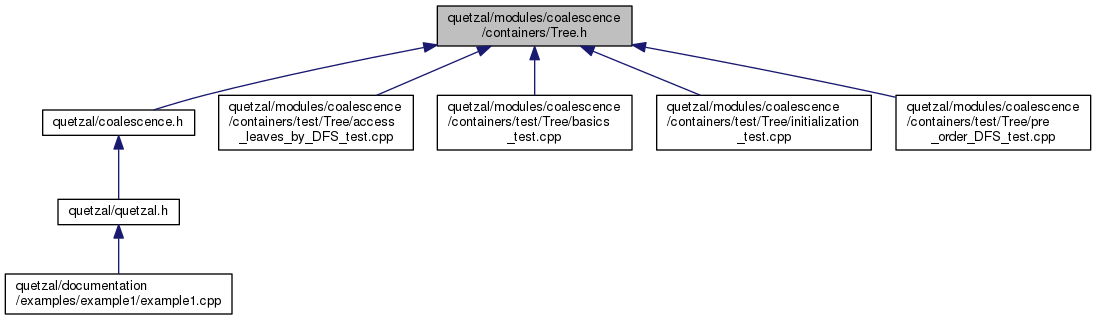 quetzal/modules/coalescence
/containers/Tree.h
quetzal/coalescence.h
quetzal/modules/coalescence
/containers/test/Tree/access
_leaves_by_DFS_test.cpp
quetzal/modules/coalescence
/containers/test/Tree/basics
_test.cpp
quetzal/modules/coalescence
/containers/test/Tree/initialization
_test.cpp
quetzal/modules/coalescence
/containers/test/Tree/pre
_order_DFS_test.cpp
quetzal/quetzal.h
quetzal/documentation
/examples/example1/example1.cpp